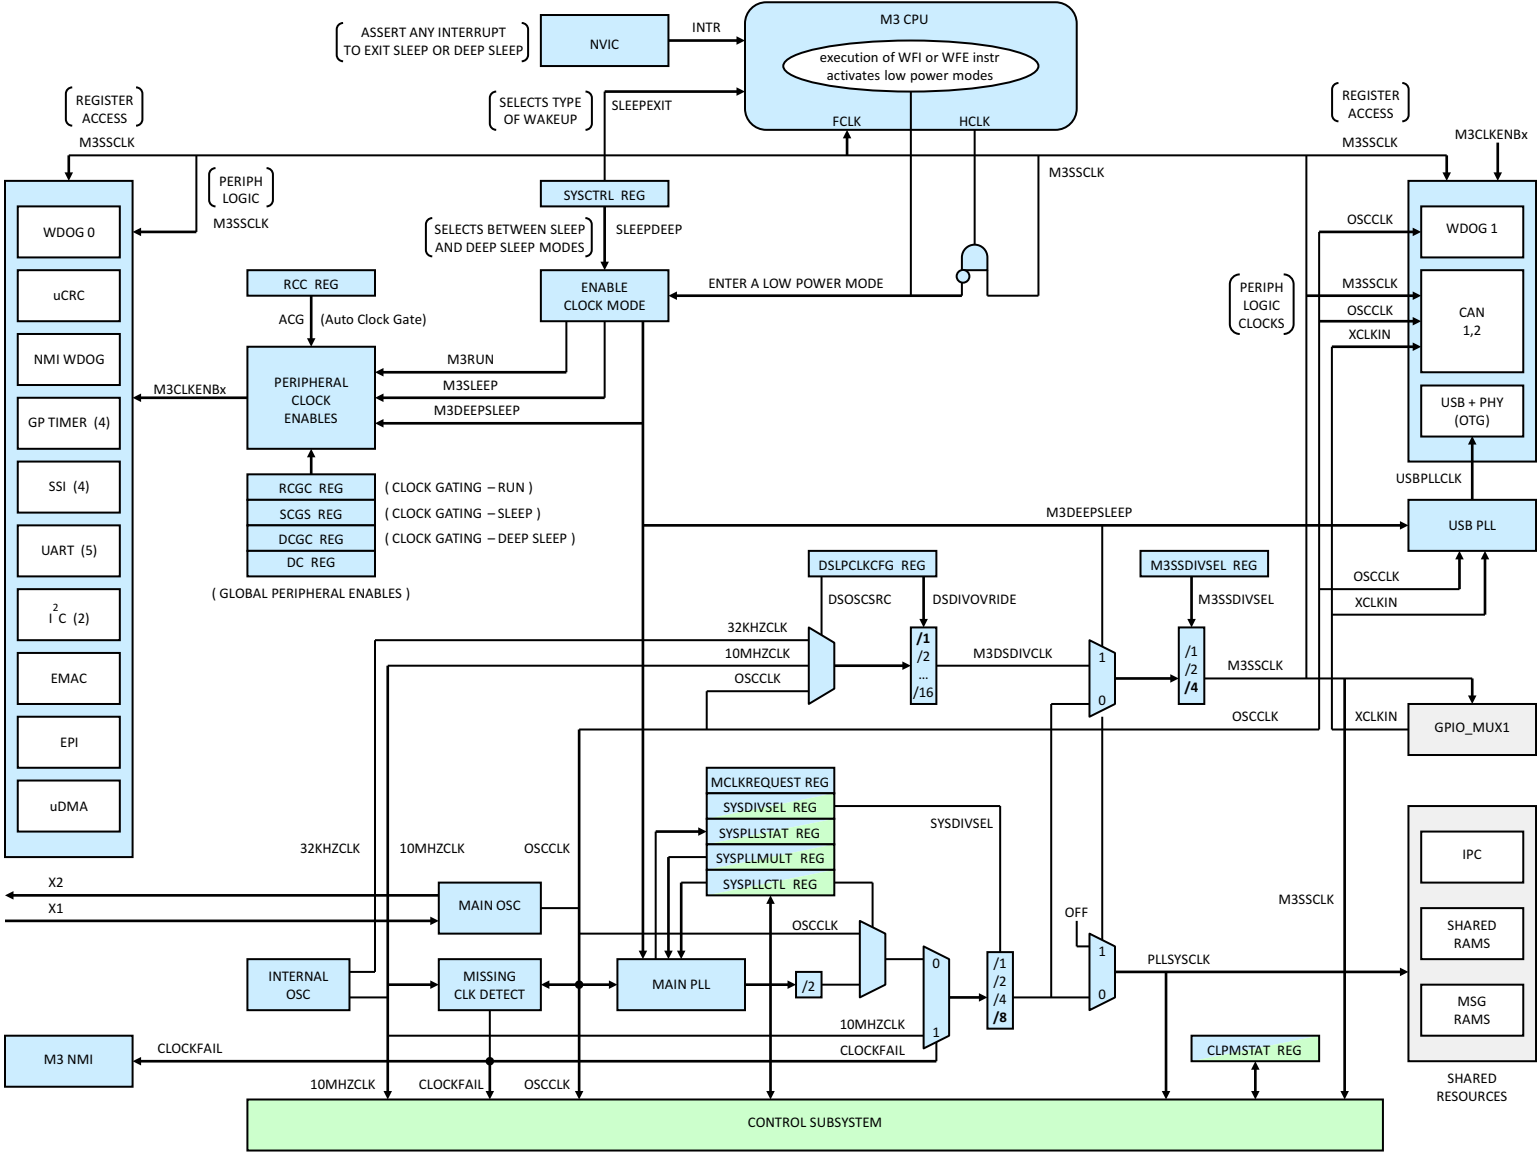 ASSERT ANY INTERRUPT
TO EXIT SLEEP OR DEEP SLEEP
NVIC
INTR
M3 CPU
execution of WFI or WFE instr
activates low power modes
FCLK
HCLK
SELECTS TYPE
OF WAKEUP
SLEEPEXIT
REGISTER
ACCESS
M3SSCLK
REGISTER
ACCESS
M3SSCLK
M3CLKENBx
PERIPH
LOGIC
M3SSCLK
SYSCTRL REG
M3SSCLK
SELECTS BETWEEN SLEEP
AND DEEP SLEEP MODES
SLEEPDEEP
ENABLE
CLOCK MODE
ENTER A LOW POWER MODE
WDOG 0
uCRC
NMI WDOG
GP TIMER (4)
SSI (4)
UART (5)
I2C (2)
EMAC
EPI
uDMA
RCC REG
ACG (Auto Clock Gate)
PERIPHERAL
CLOCK
ENABLES
M3CLKENBx
M3RUN
M3SLEEP
M3DEEPSLEEP
RCGC REG
( CLOCK GATING – RUN )
SCGS REG
( CLOCK GATING – SLEEP )
DCGC REG
( CLOCK GATING – DEEP SLEEP )
DC REG
( GLOBAL PERIPHERAL ENABLES )
OSCCLK
WDOG 1
PERIPH
LOGIC
CLOCKS
M3SSCLK
OSCCLK
XCLKIN
CAN
1,2
USB + PHY
(OTG)
USBPLLCLK
M3DEEPSLEEP
USB PLL
OSCCLK
XCLKIN
DSLPCLKCFG REG
DSOSCSRC
DSDIVOVRIDE
M3SSDIVSEL REG
M3SSDIVSEL
32KHZCLK
10MHZCLK
OSCCLK
/1
/2
...
/16
M3DSDIVCLK
1
0
/1
/2
/4
M3SSCLK
OSCCLK
XCLKIN
GPIO_MUX1
MCLKREQUEST REG
SYSDIVSEL REG
SYSPLLSTAT REG
SYSPLLMULT REG
SYSPLLCTL REG
SYSDIVSEL
32KHZCLK
10MHZCLK
OSCCLK
X2
X1
MAIN OSC
OSCCLK
OFF
M3SSCLK
IPC
SHARED
RAMS
MSG
RAMS
SHARED
RESOURCES
INTERNAL
OSC
MISSING
CLK DETECT
MAIN PLL
/2
0
1
/1
/2
/4
/8
1
0
PLLSYSCLK
10MHZCLK
CLOCKFAIL
M3 NMI
CLOCKFAIL
CLPMSTAT REG
10MHZCLK
CLOCKFAIL
OSCCLK
CONTROL SUBSYSTEM